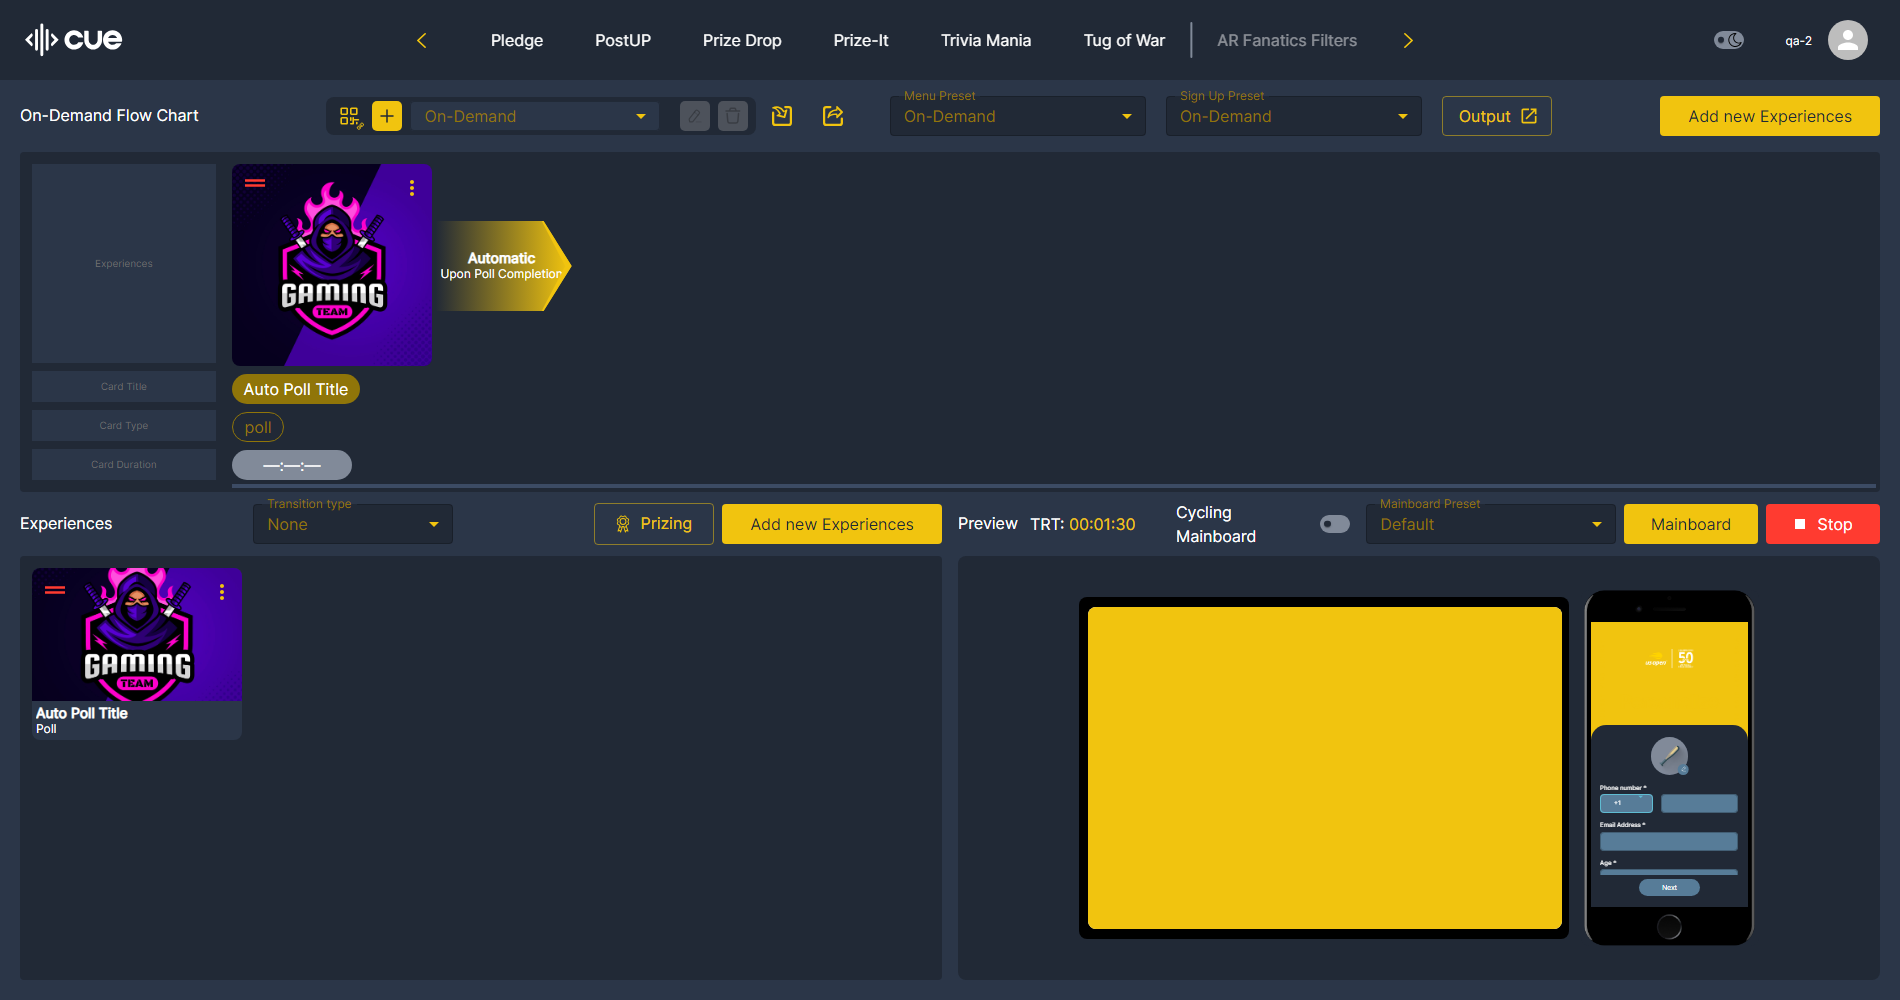 cue
Pledge
PostUP
Prize Drop
Prize-It
Trivia Mania
Tug of War
AR Fanatics Filters
qa-2
On-Demand Flow Chart
On-Demand
Menu Preset
On-Demand
Sign Up Preset
On-Demand
Output
Add new Experiences
Experiences
GAMING
TEAM
Automatic
Upon Poll Completion
Card Title
Auto Poll Title
Card Type
poll
Card Duration
—:—:—
Experiences
Transition type
None
Prizing
Add new Experiences
Preview
TRT: 00:01:30
Cycling
Mainboard
Mainboard Preset
Default
Mainboard
Stop
GAMING
TEAM
Auto Poll Title
Poll
50
Phone number *
+1
Email Address *
Age *
Next